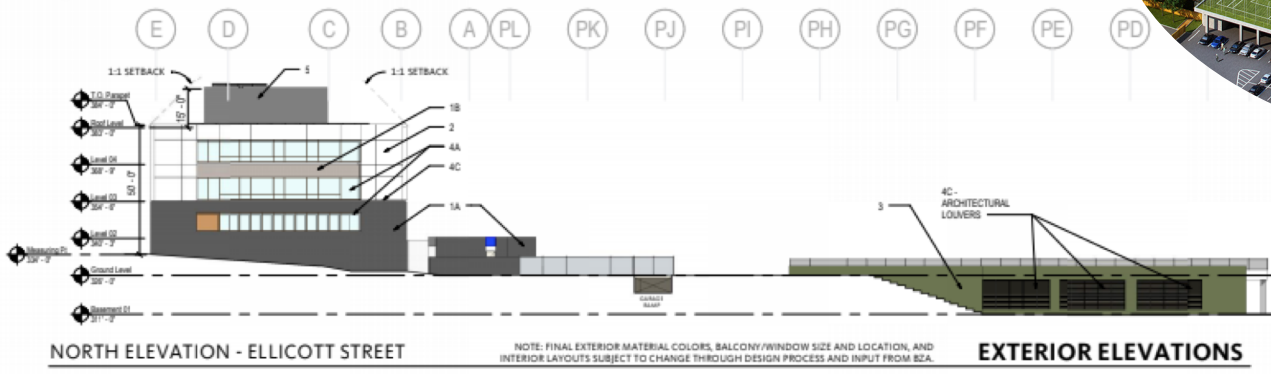 E D C B A PL PK PJ PI PH PG PF PE PD
1:1 SETBACK
5
1:1 SETBACK
T.O. Parapet
15' - 0"
Roof Level
1B
2
Level 04
4A
50' - 0"
4C
Level 03
1A
3
4C -
ARCHITECTURAL
LOUVERS
Level 02
Measuring Pt.
Ground Level
GARAGE
RAMP
Basement 01
NORTH ELEVATION - ELLICOTT STREET
NOTE: FINAL EXTERIOR MATERIAL COLORS, BALCONY/WINDOW SIZE AND LOCATION, AND
INTERIOR LAYOUTS SUBJECT TO CHANGE THROUGH DESIGN PROCESS AND INPUT FROM BZA.
EXTERIOR ELEVATIONS